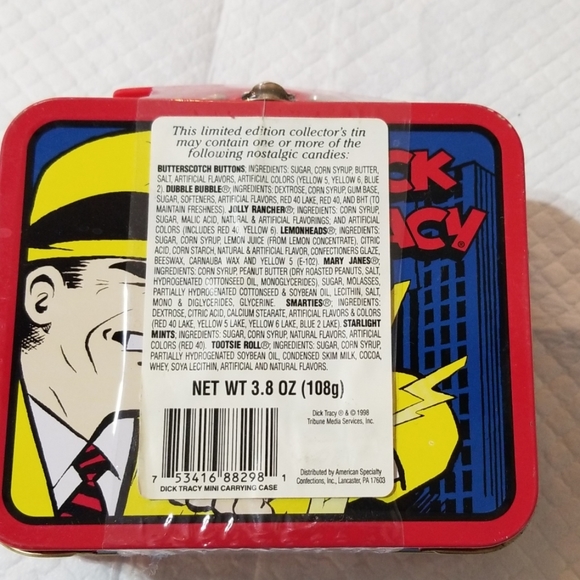 This limited edition collector's tin
may contain one or more of the
following nostalgic candies:
BUTTERSCOTCH BUTTONS; INGREDIENTS: SUGAR, CORN SYRUP, BUTTER,
SALT, ARTIFICIAL FLAVORS, ARTIFICIAL COLORS (YELLOW 5, YELLOW 6, BLUE
2). DUBBLE BUBBLE®; INGREDIENTS: DEXTROSE, CORN SYRUP, GUM BASE,
SUGAR, SOFTENERS, ARTIFICIAL FLAVORS, RED 40 LAKE, RED 40, AND BHT (TO
MAINTAIN FRESHNESS). JOLLY RANCHER®; INGREDIENTS: CORN SYRUP,
SUGAR, MALIC ACID, NATURAL & ARTIFICIAL FLAVORINGS, AND ARTIFICIAL
COLORS (INCLUDES RED 40, YELLOW 6). LEMONHEADS®; INGREDIENTS:
SUGAR, CORN SYRUP, LEMON JUICE (FROM LEMON CONCENTRATE), CITRIC
ACID, CORN STARCH, NATURAL & ARTIFICIAL FLAVOR, CONFECTIONERS GLAZE,
BEESWAX, CARNAUBA WAX AND YELLOW 5 (E-102). MARY JANES®;
INGREDIENTS: CORN SYRUP, PEANUT BUTTER (DRY ROASTED PEANUTS, SALT,
HYDROGENATED COTTONSEED OIL, MONOGLYCERIDES), SUGAR, MOLASSES,
PARTIALLY HYDROGENATED COTTONSEED & SOYBEAN OIL, LECITHIN, SALT,
MONO & DIGLYCERIDES, GLYCERINE. SMARTIES®; INGREDIENTS:
DEXTROSE, CITRIC ACID, CALCIUM STEARATE, ARTIFICIAL FLAVORS & COLORS
(RED 40 LAKE, YELLOW 5 LAKE, YELLOW 6 LAKE, BLUE 2 LAKE). STARLIGHT
MINTS; INGREDIENTS: SUGAR, CORN SYRUP, NATURAL FLAVORS, ARTIFICIAL
COLORS (RED 40). TOOTSIE ROLL®; INGREDIENTS: SUGAR, CORN SYRUP,
PARTIALLY HYDROGENATED SOYBEAN OIL, CONDENSED SKIM MILK, COCOA,
WHEY, SOYA LECITHIN, ARTIFICIAL AND NATURAL FLAVORS.
NET WT 3.8 OZ (108g)
Dick Tracy ® & © 1998
Tribune Media Services, Inc.
7 53416 88298 1
DICK TRACY MINI CARRYING CASE
Distributed by American Specialty
Confections, Inc., Lancaster, PA 17603
CK
ACY®